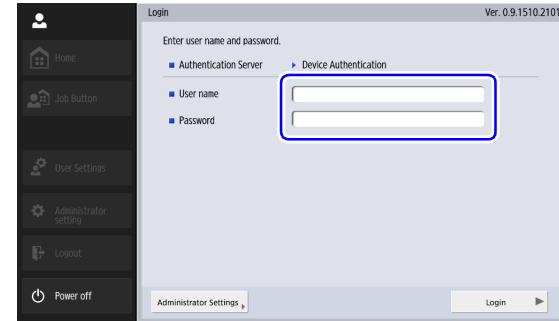 Login
Ver. 0.9.1510.2101
Enter user name and password.
Authentication Server
Device Authentication
User name
Password
Home
Job Button
User Settings
Administrator
setting
Logout
Power off
Administrator Settings
Login